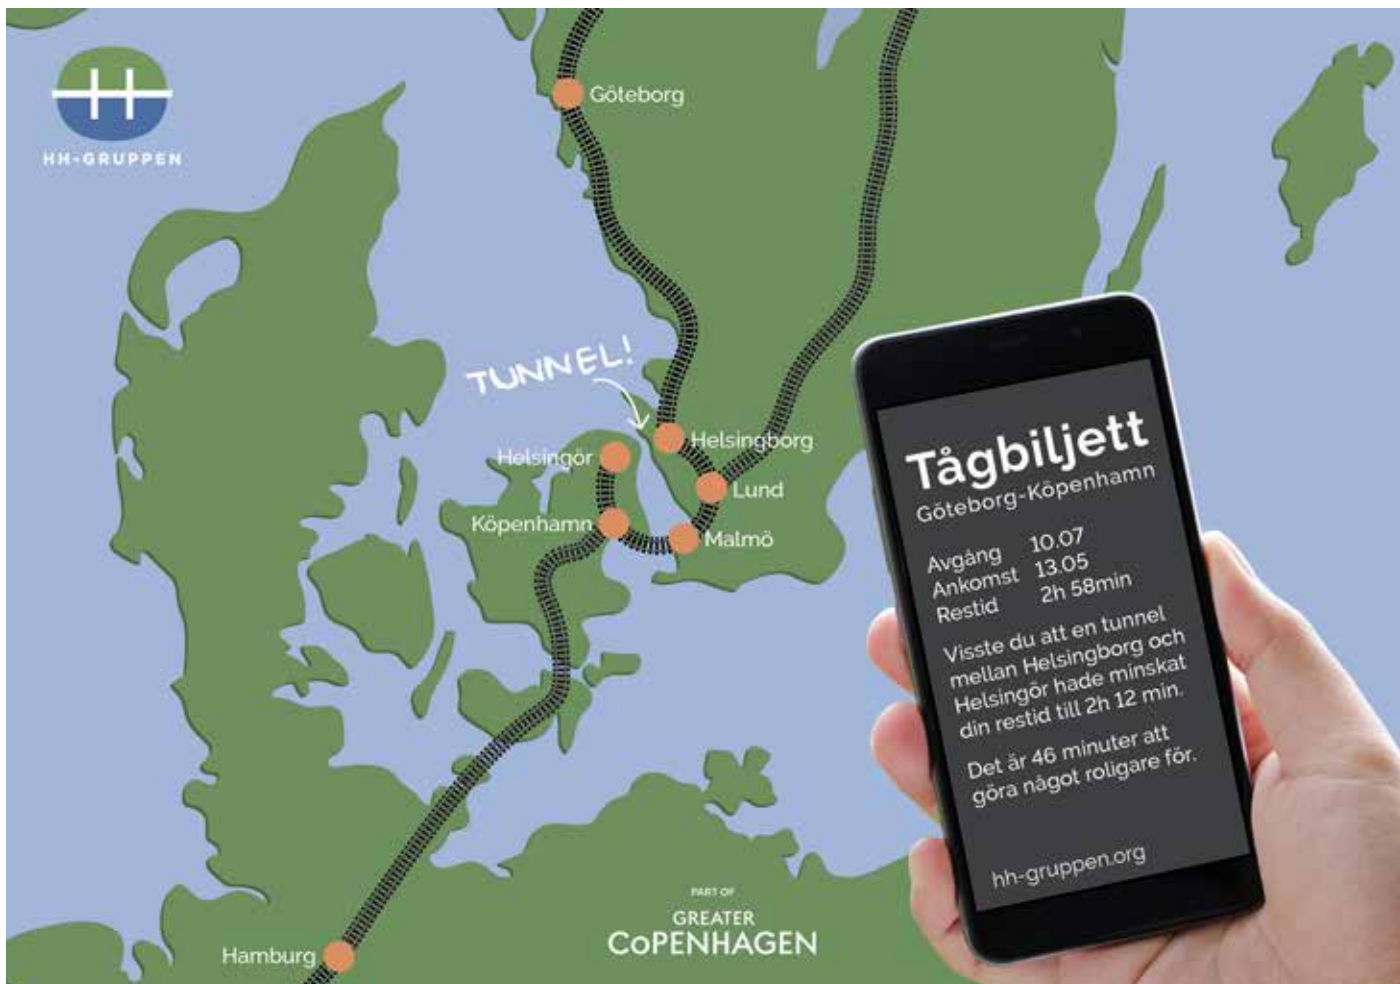 HH-GRUPPEN
Göteborg
TUNNEL!
Helsingborg
Helsingör
Lund
Köpenhamn
Malmö
Hamburg
Tågbiljett
Göteborg-Köpenhamn
Avgång 10.07
Ankomst 13.05
Restid 2h 58min
Visste du att en tunnel
mellan Helsingborg och
Helsingör hade minskat
din restid till 2h 12 min.
Det är 46 minuter att
göra något roligare för.
hh-gruppen.org
PART OF
GREATER
CoPENHAGEN